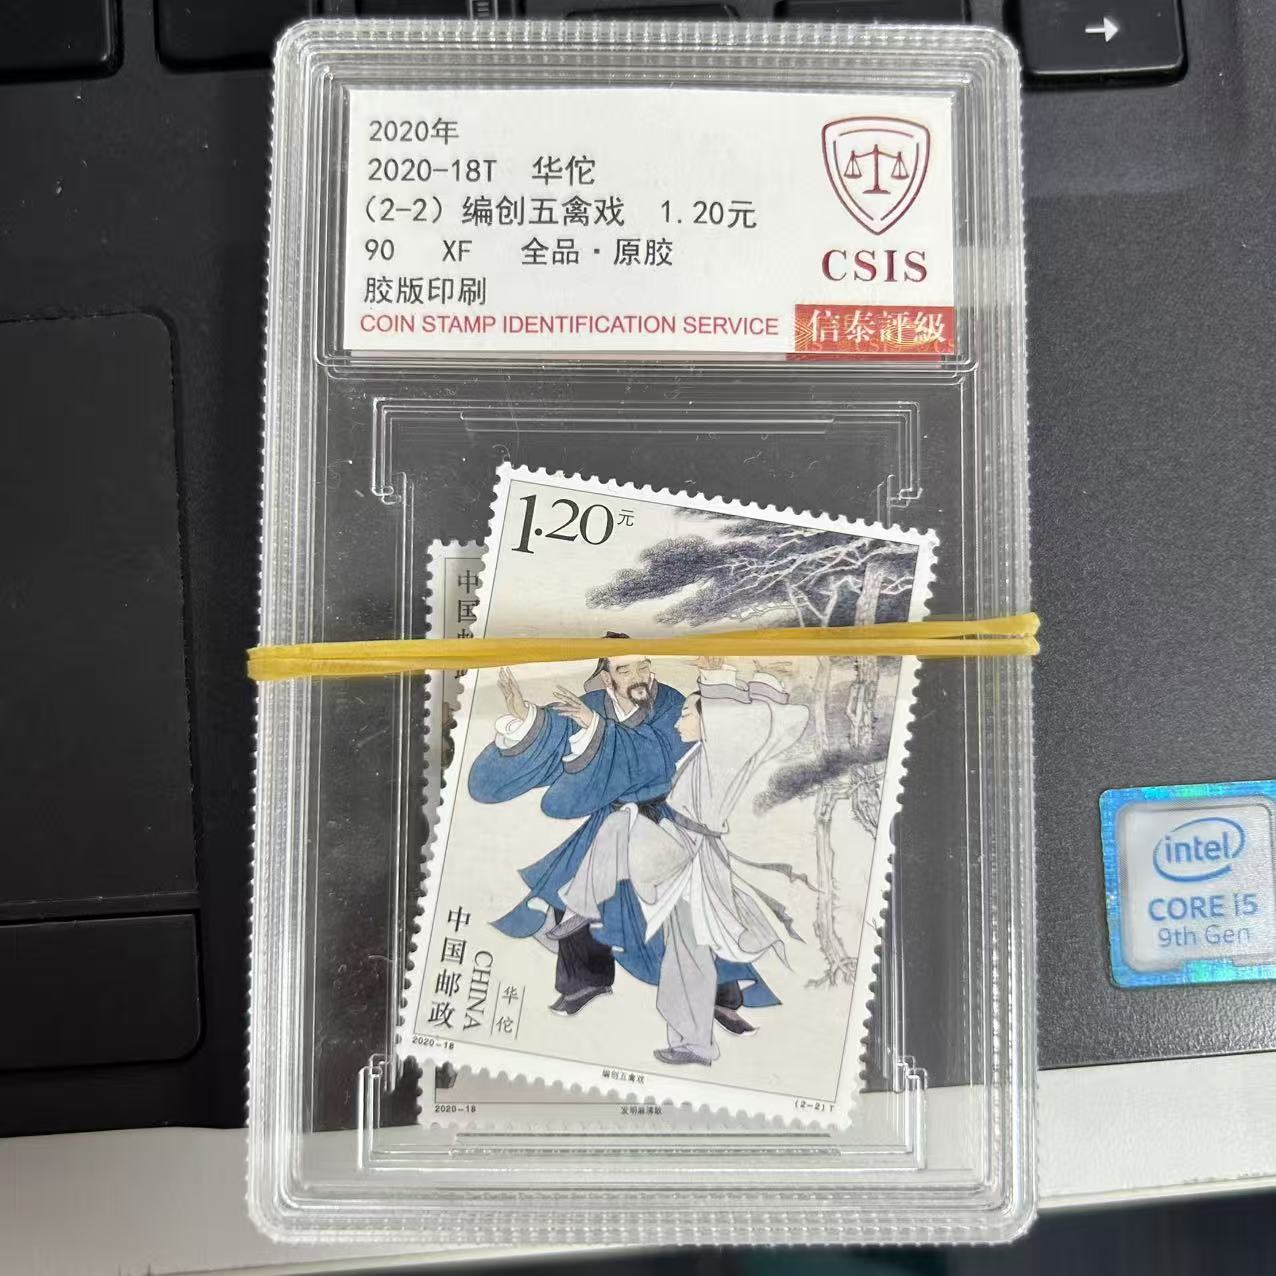 2020年
2020-18T 华佗
(2-2) 编创五禽戏 1.20元
90 XF 全品·原胶
胶版印刷
COIN STAMP IDENTIFICATION SERVICE
CSIS
信泰評級
1.20元
中国
中国邮政
CHINA
华佗
2020-18
编创五禽戏
(2-2)T
2020-18
发明麻沸散
intel
CORE i5
9th Gen